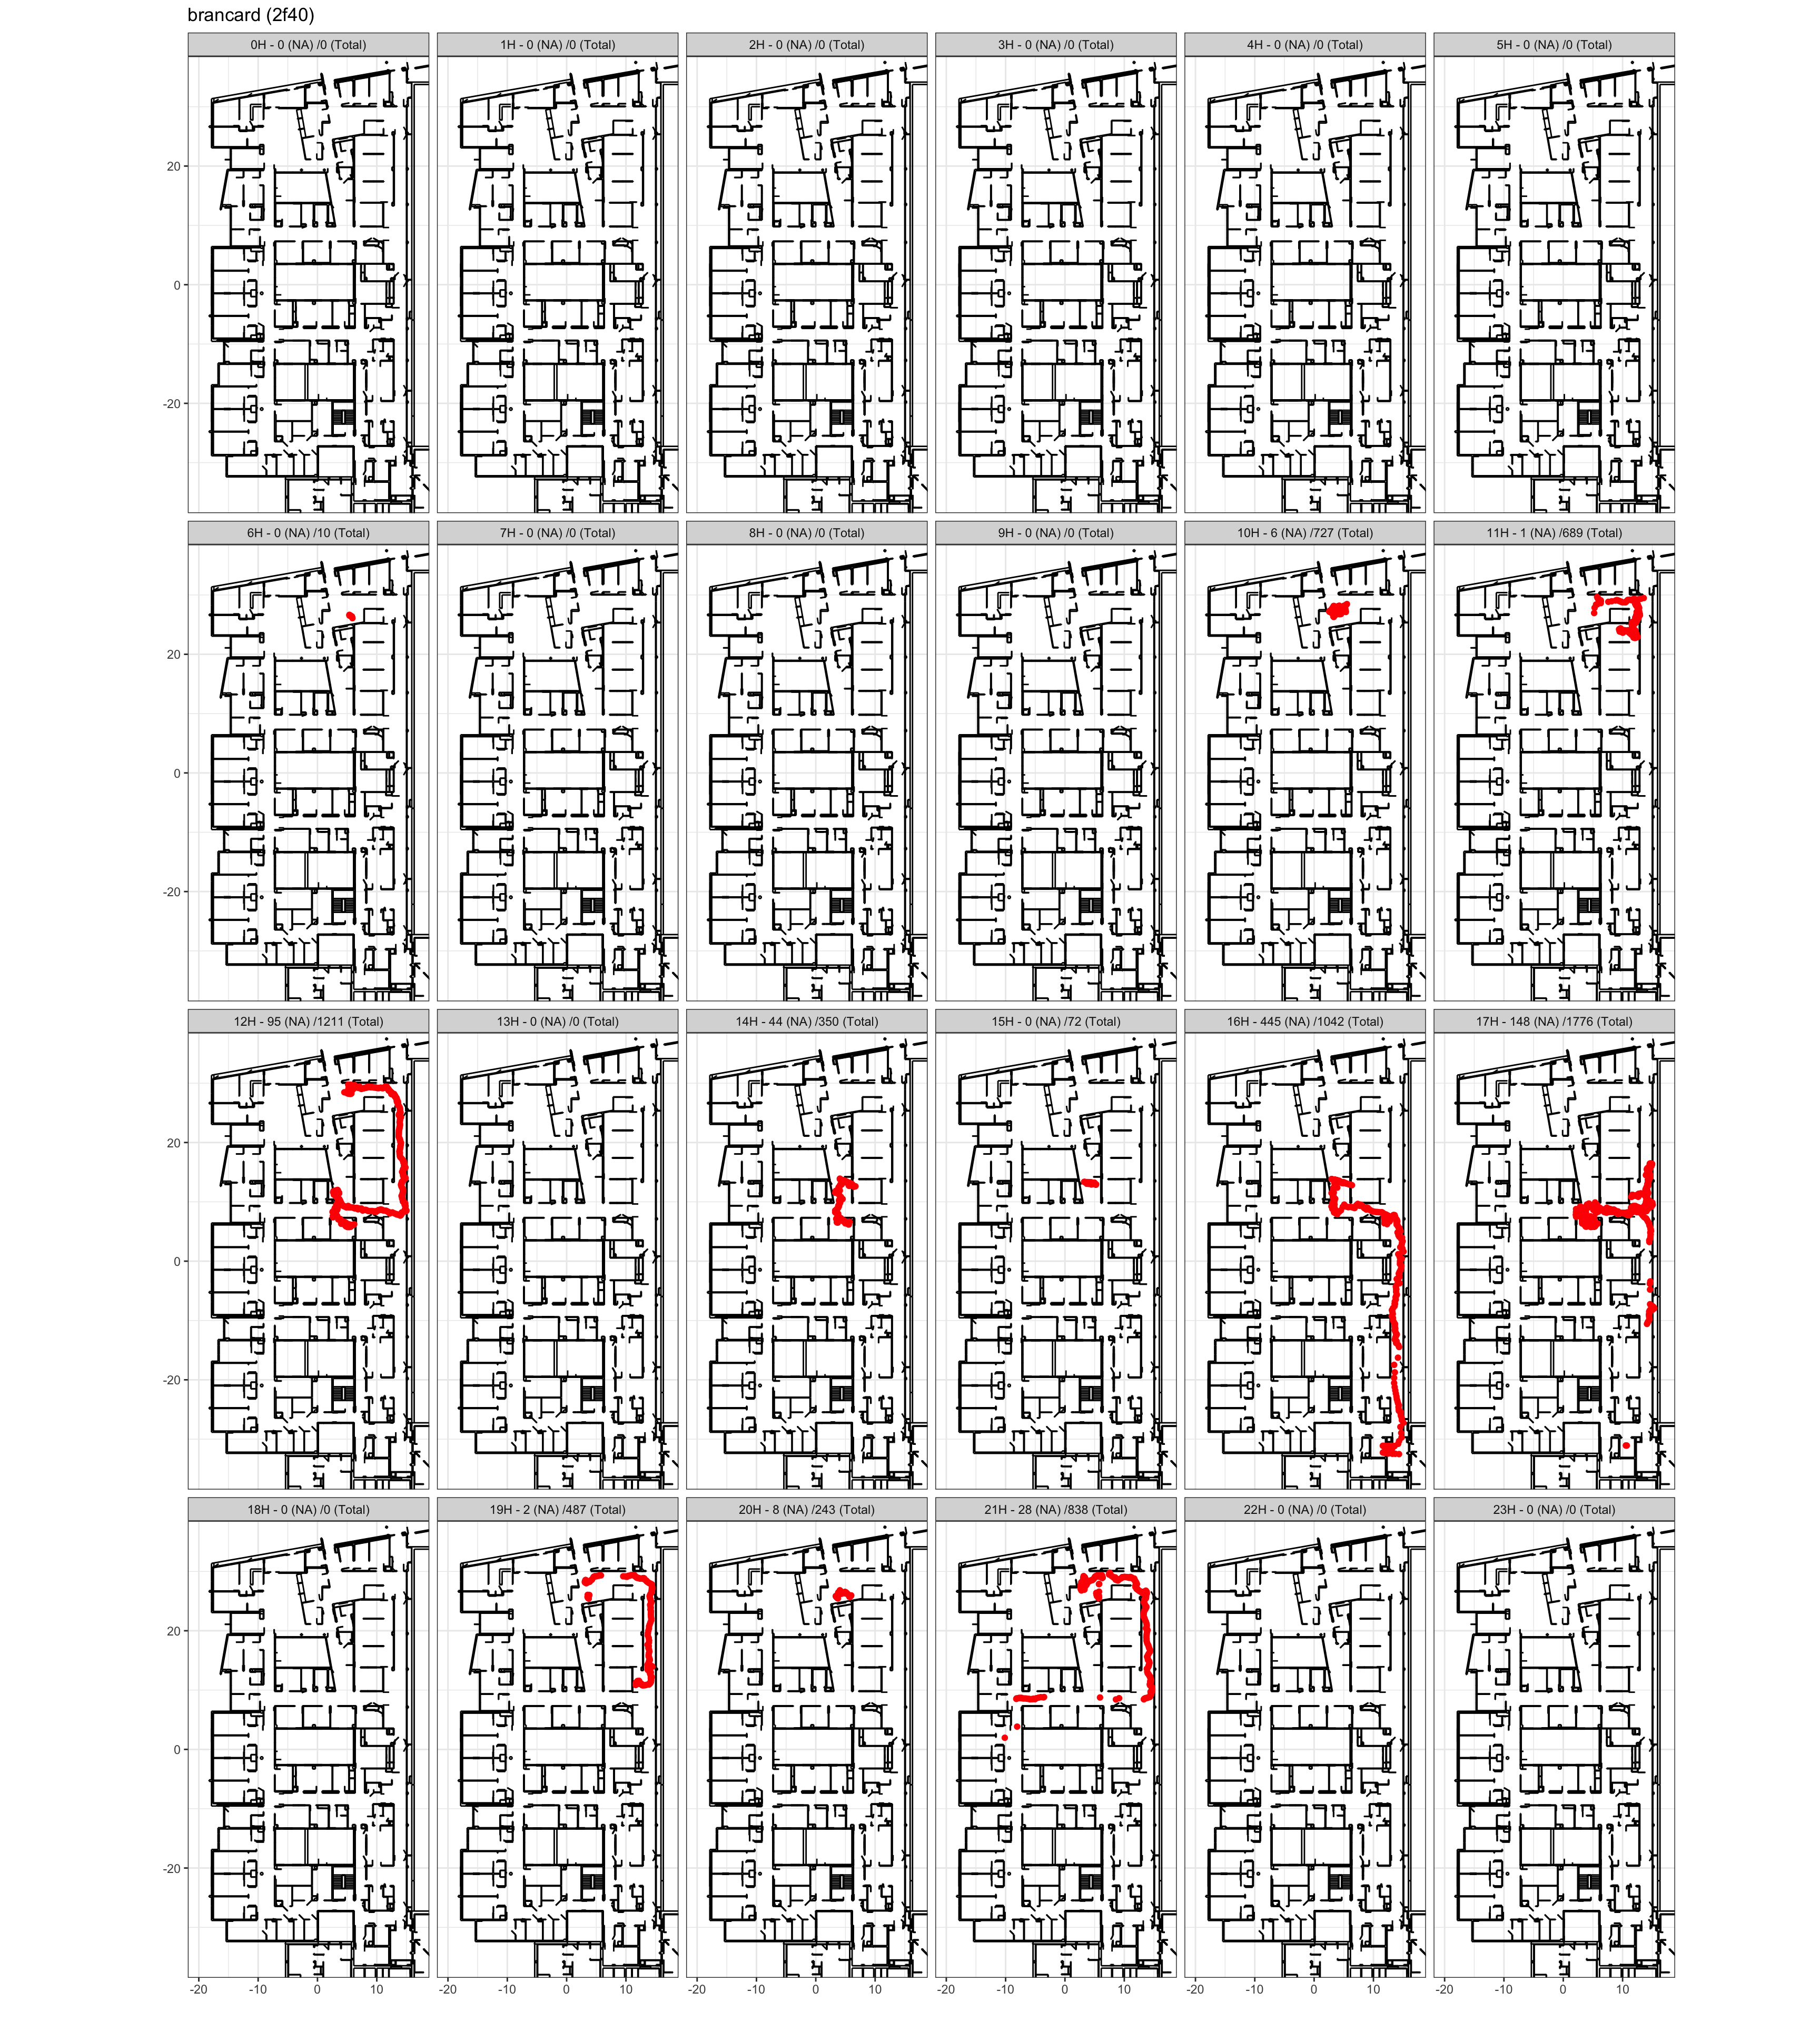 brancard (2f40)
0H - 0 (NA) /0 (Total)
1H - 0 (NA) /0 (Total)
2H - 0 (NA) /0 (Total)
3H - 0 (NA) /0 (Total)
4H - 0 (NA) /0 (Total)
5H - 0 (NA) /0 (Total)
20
0
-20
6H - 0 (NA) /10 (Total)
7H - 0 (NA) /0 (Total)
8H - 0 (NA) /0 (Total)
9H - 0 (NA) /0 (Total)
10H - 6 (NA) /727 (Total)
11H - 1 (NA) /689 (Total)
20
0
-20
12H - 95 (NA) /1211 (Total)
13H - 0 (NA) /0 (Total)
14H - 44 (NA) /350 (Total)
15H - 0 (NA) /72 (Total)
16H - 445 (NA) /1042 (Total)
17H - 148 (NA) /1776 (Total)
20
0
-20
18H - 0 (NA) /0 (Total)
19H - 2 (NA) /487 (Total)
20H - 8 (NA) /243 (Total)
21H - 28 (NA) /838 (Total)
22H - 0 (NA) /0 (Total)
23H - 0 (NA) /0 (Total)
20
0
-20
-20 -10 0 10
-20 -10 0 10
-20 -10 0 10
-20 -10 0 10
-20 -10 0 10
-20 -10 0 10